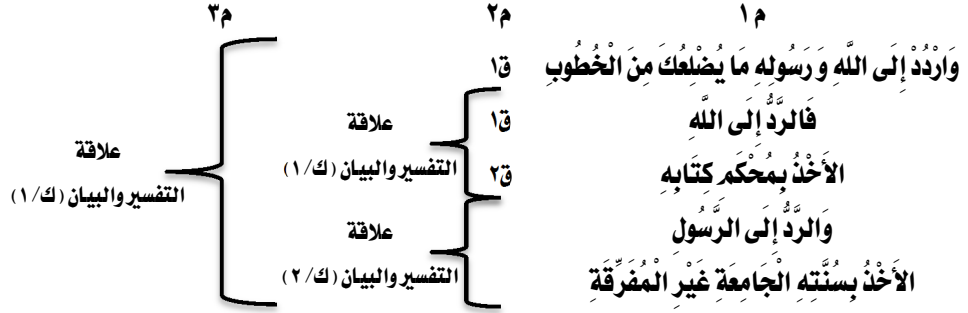 م١ م٢ م٣
وَارْدُدْ إِلَى اللَّهِ وَ رَسُولِهِ مَا يُضْلِعُكَ مِنَ الْخُطُوبِ ق١
فَالرَّدُّ إِلَى اللَّهِ ق١ علاقة
علاقة
الأَخْذُ بِمُحْكَمِ كِتَابِهِ ق٢ التفسير والبيان (ك/١)
التفسير والبيان (ك/١)
وَالرَّدُّ إِلَى الرَّسُولِ علاقة
الأَخْذُ بِسُنَّتِهِ الْجَامِعَةِ غَيْرِ الْمُفَرِّقَةِ التفسير والبيان (ك/٢)